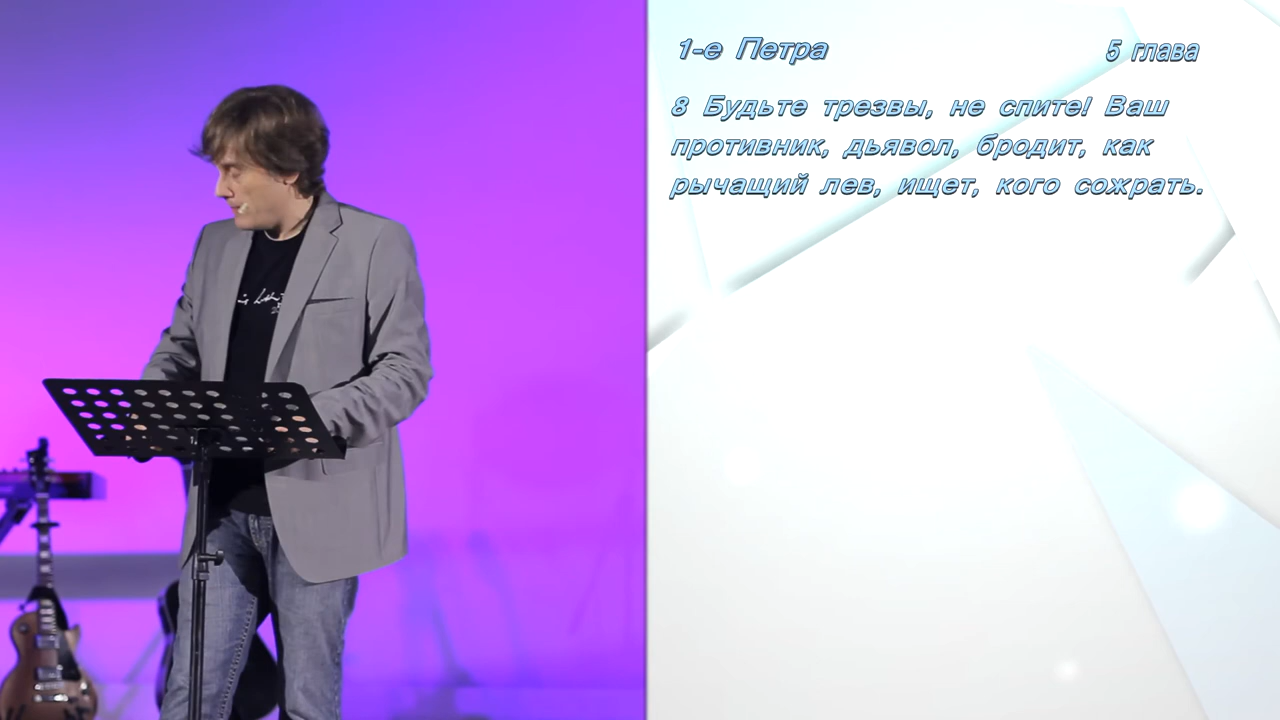 1-е Петра 5 глава
8 Будьте трезвы, не спите! Ваш
противник, дьявол, бродит, как
рычащий лев, ищет, кого сожрать.